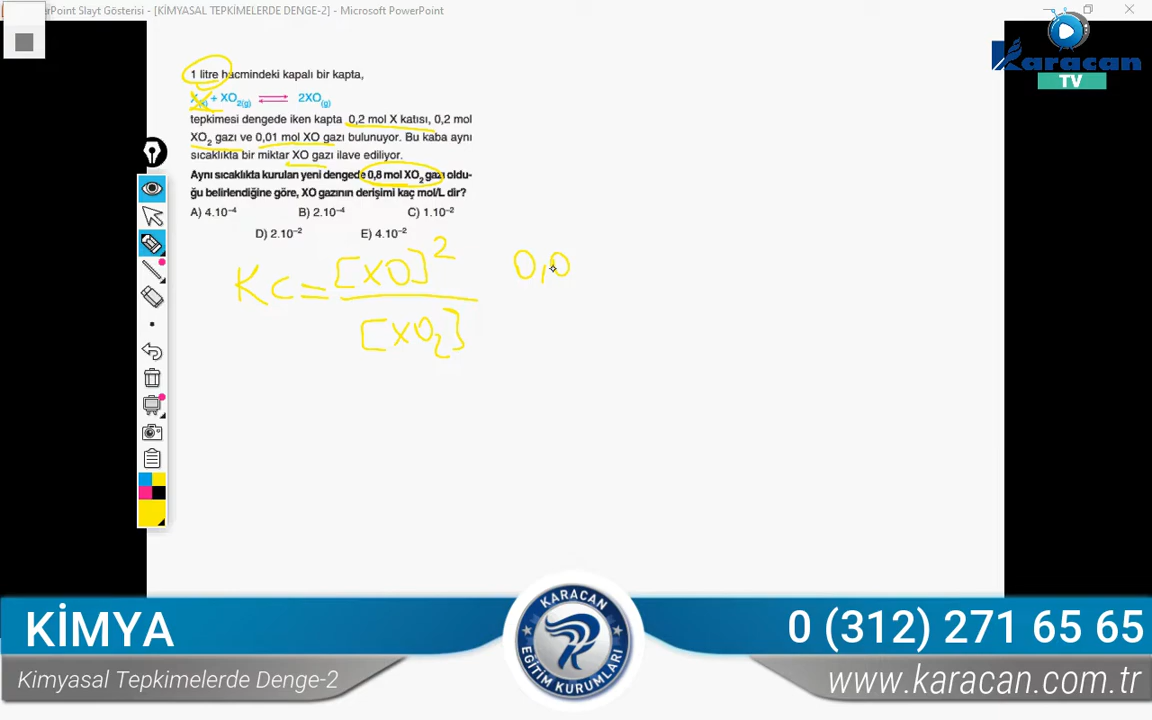 PowerPoint Slayt Gösterisi - [KİMYASAL TEPKİMELERDE DENGE-2] - Microsoft PowerPoint
Karacan
TV
1 litre hacmindeki kapalı bir kapta,
X(k) + XO2(g) ⇌ 2XO(g)
tepkimesi dengede iken kapta 0,2 mol X katısı, 0,2 mol
XO2 gazı ve 0,01 mol XO gazı bulunuyor. Bu kaba aynı
sıcaklıkta bir miktar XO gazı ilave ediliyor.
Aynı sıcaklıkta kurulan yeni dengede 0,8 mol XO2 gazı oldu-
ğu belirlendiğine göre, XO gazının derişimi kaç mol/L dir?
A) 4.10⁻⁴ B) 2.10⁻⁴ C) 1.10⁻²
D) 2.10⁻² E) 4.10⁻²
Kc = [XO]² / [XO2]
0,0
KİMYA
Kimyasal Tepkimelerde Denge-2
KARACAN
EĞİTİM KURUMLARI
0 (312) 271 65 65
www.karacan.com.tr